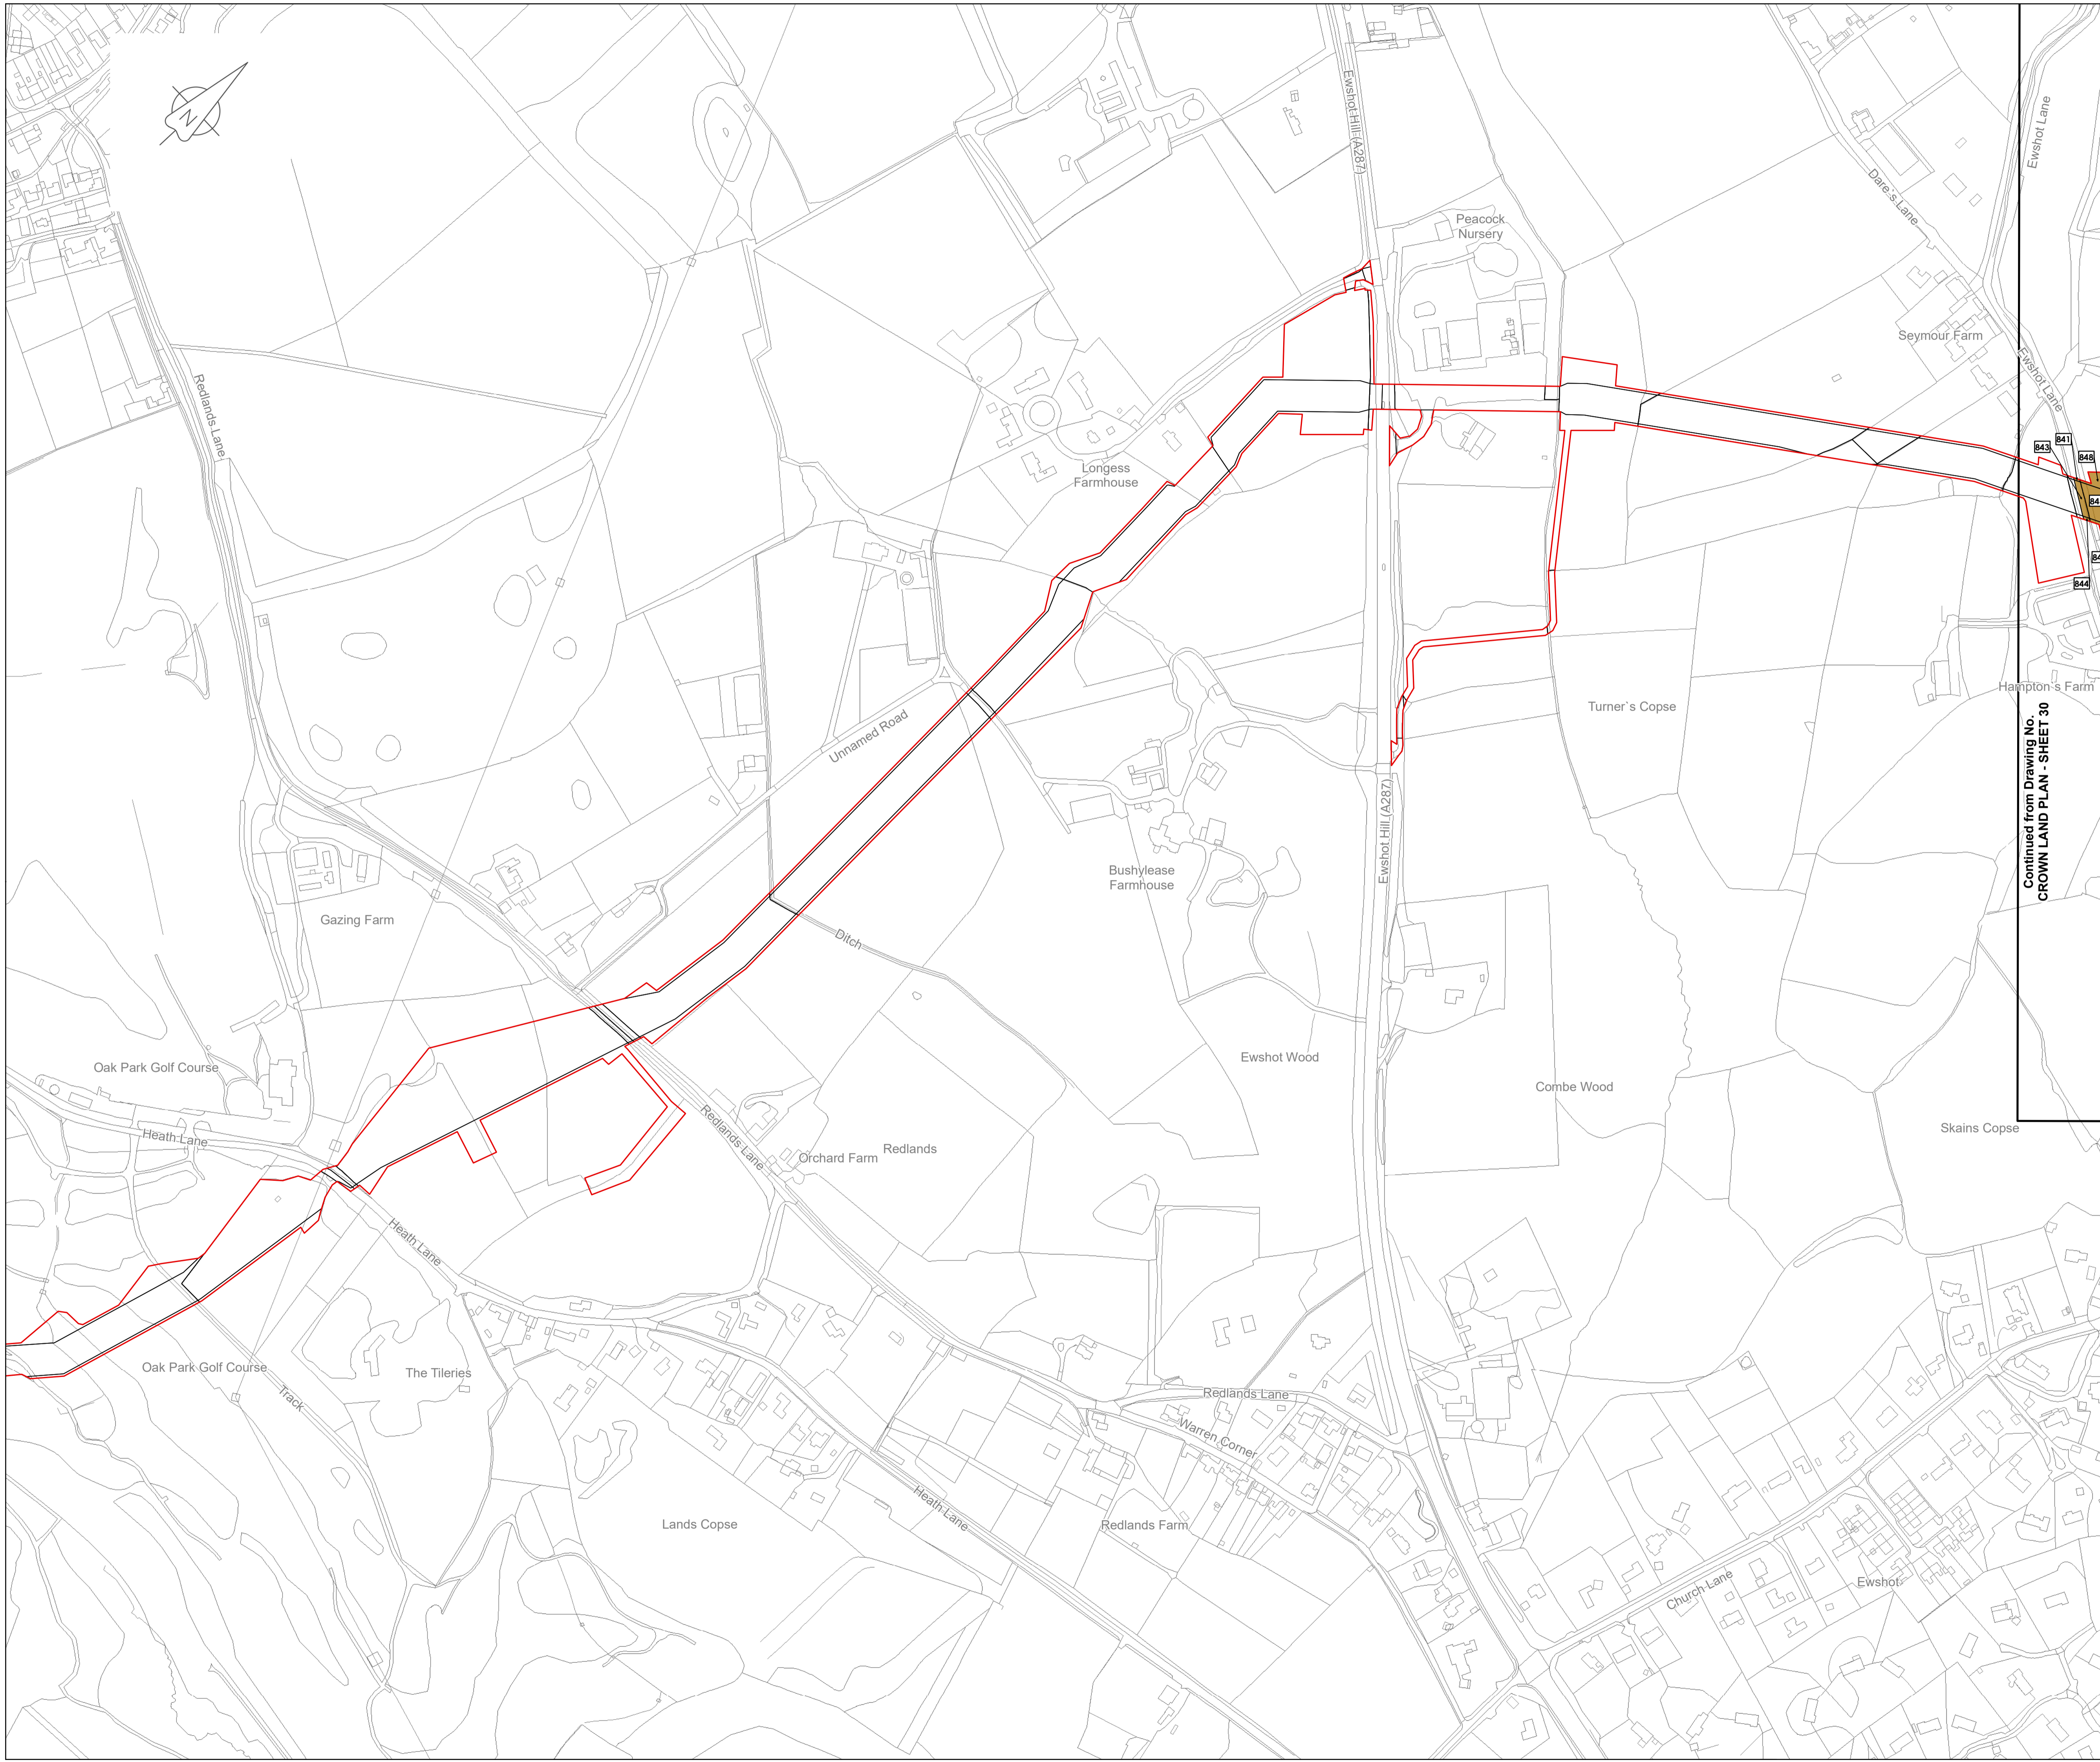 N
Ewshot Hill (A287)
Ewshot Lane
Dare`s Lane
Peacock
Nursery
Seymour Farm
Ewshot Lane
Redlands Lane
843
841
848
844
Longess
Farmhouse
Hampton`s Farm
Turner`s Copse
Unnamed Road
Continued from Drawing No.
CROWN LAND PLAN - SHEET 30
Ewshot Hill (A287)
Bushylease
Farmhouse
Gazing Farm
Ditch
Ewshot Wood
Oak Park Golf Course
Combe Wood
Skains Copse
Heath Lane
Redlands Lane
Orchard Farm
Redlands
Heath Lane
Oak Park Golf Course
The Tileries
Track
Redlands Lane
Warren Corner
Heath Lane
Lands Copse
Redlands Farm
Church Lane
Ewshot